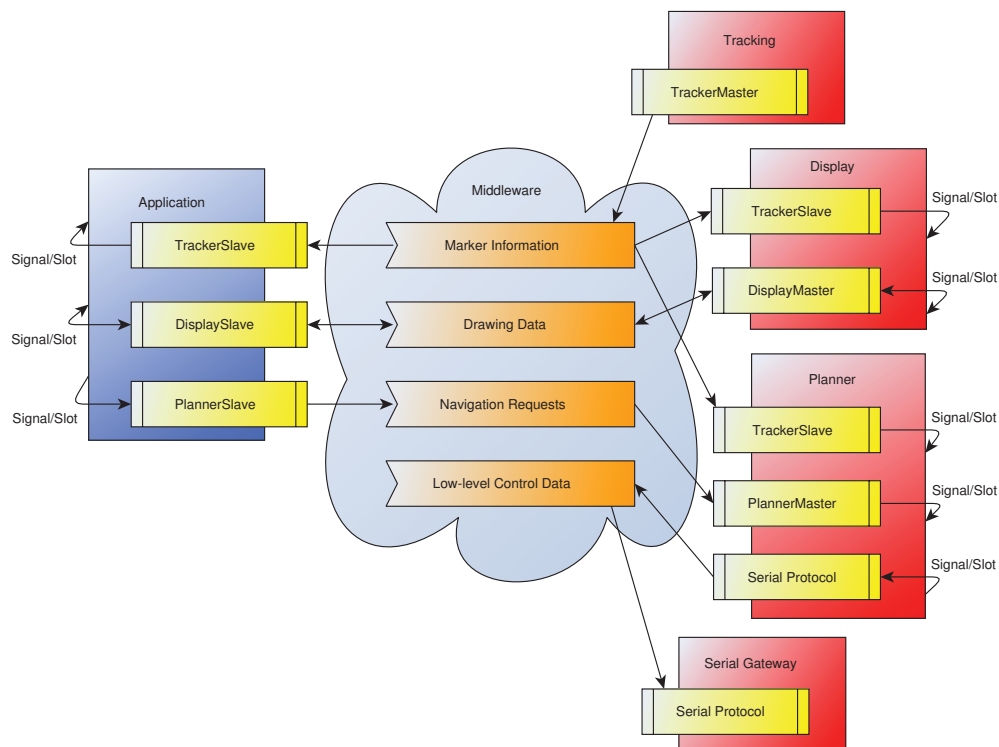 Tracking
TrackerMaster
Application
TrackerSlave
Signal/Slot
DisplaySlave
Signal/Slot
PlannerSlave
Signal/Slot
Middleware
Marker Information
Drawing Data
Navigation Requests
Low-level Control Data
Display
TrackerSlave
Signal/Slot
DisplayMaster
Signal/Slot
Planner
TrackerSlave
Signal/Slot
PlannerMaster
Signal/Slot
Serial Protocol
Signal/Slot
Serial Gateway
Serial Protocol